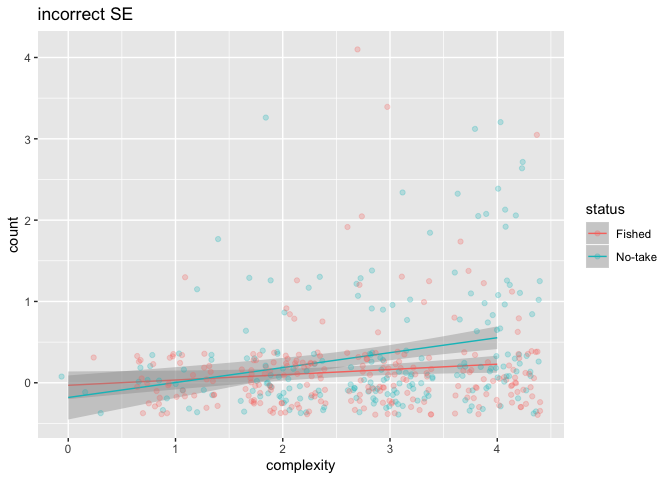 incorrect SE
4
3
2
1
0
count
0 1 2 3 4
complexity
status
Fished
No-take